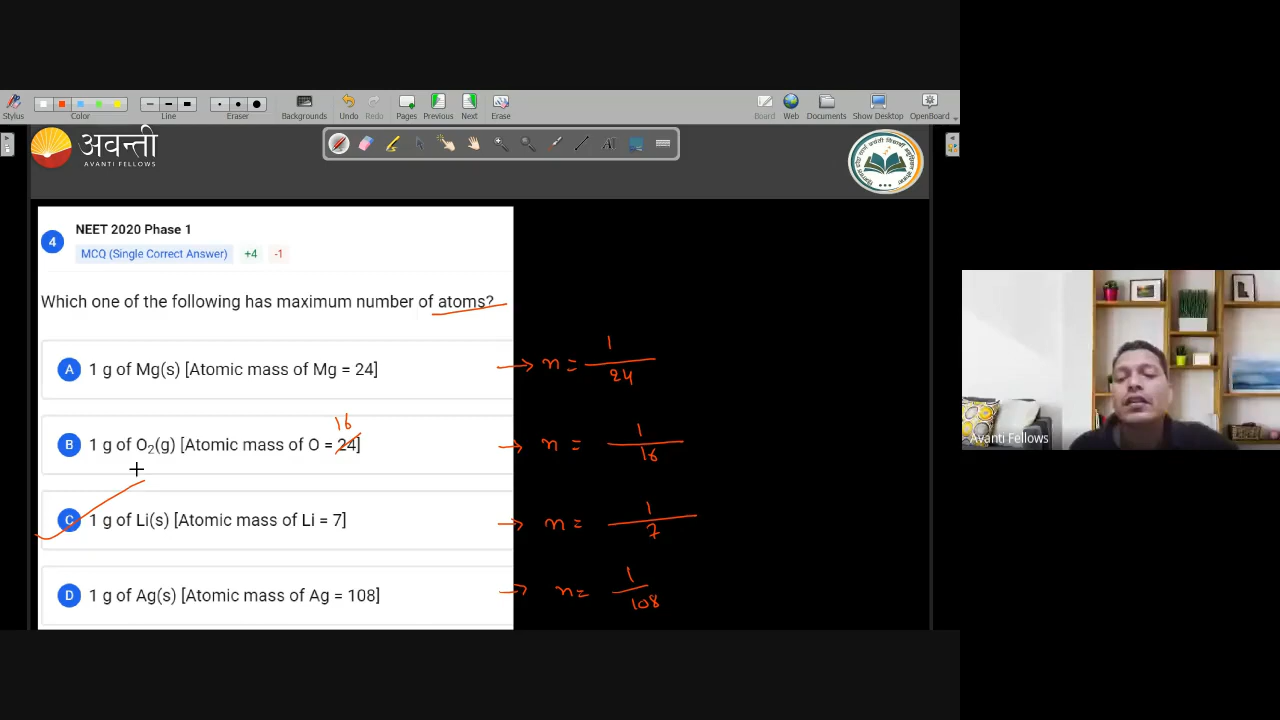 Stylus Color Line Eraser Backgrounds Undo Redo Pages Previous Next Erase Board Web Documents Show Desktop OpenBoard
अवन्ती
AVANTI FELLOWS
4 NEET 2020 Phase 1
MCQ (Single Correct Answer) +4 -1
Which one of the following has maximum number of atoms?
A 1 g of Mg(s) [Atomic mass of Mg = 24] → n = 1/24
16
B 1 g of O₂(g) [Atomic mass of O = 24] → n = 1/16
C 1 g of Li(s) [Atomic mass of Li = 7] → n = 1/7
D 1 g of Ag(s) [Atomic mass of Ag = 108] → n = 1/108
Avanti Fellows